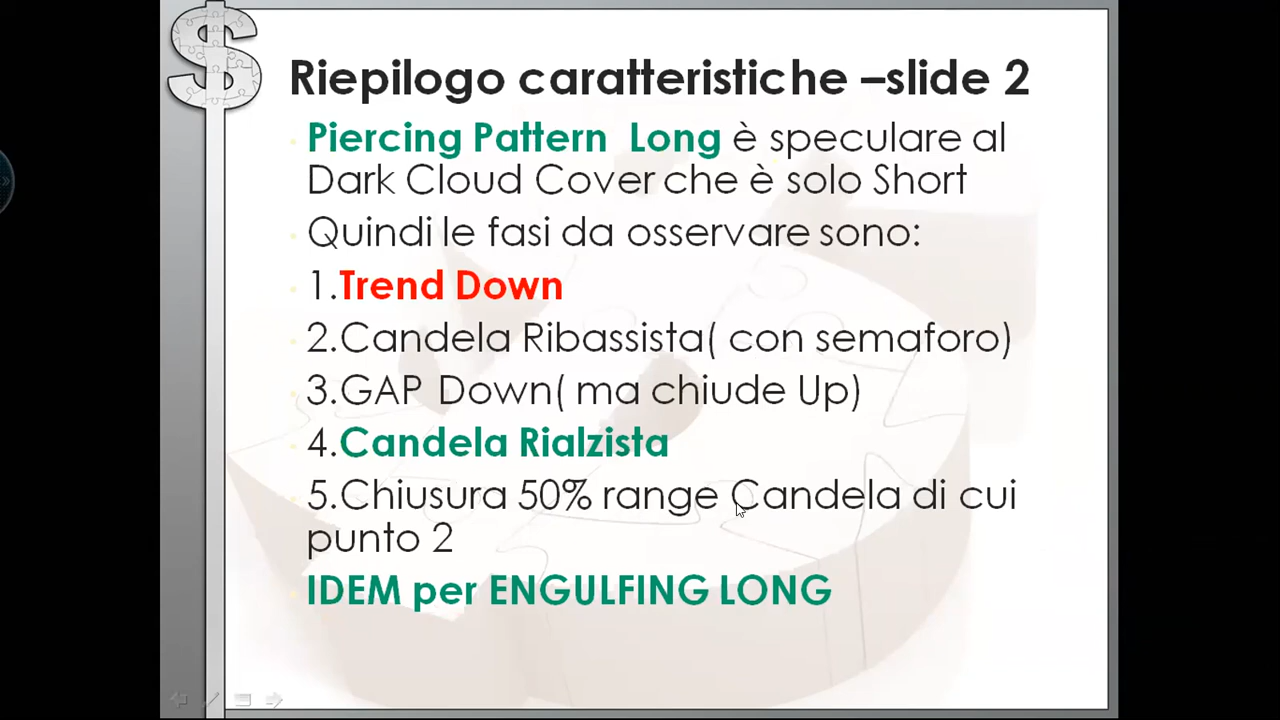 Riepilogo caratteristiche –slide 2
Piercing Pattern Long è speculare al
Dark Cloud Cover che è solo Short
Quindi le fasi da osservare sono:
1.Trend Down
2.Candela Ribassista( con semaforo)
3.GAP Down( ma chiude Up)
4.Candela Rialzista
5.Chiusura 50% range Candela di cui
punto 2
IDEM per ENGULFING LONG